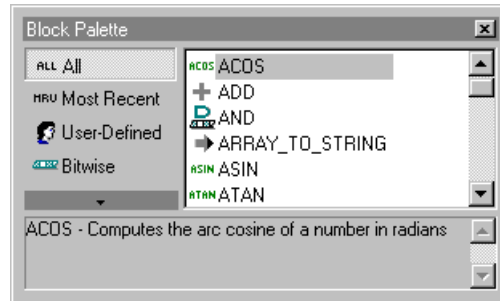 Block Palette
ALL All
MRU Most Recent
User-Defined
Bitwise
ACOS ACOS
ADD
AND
ARRAY_TO_STRING
ASIN ASIN
ATAN ATAN
ACOS - Computes the arc cosine of a number in radians